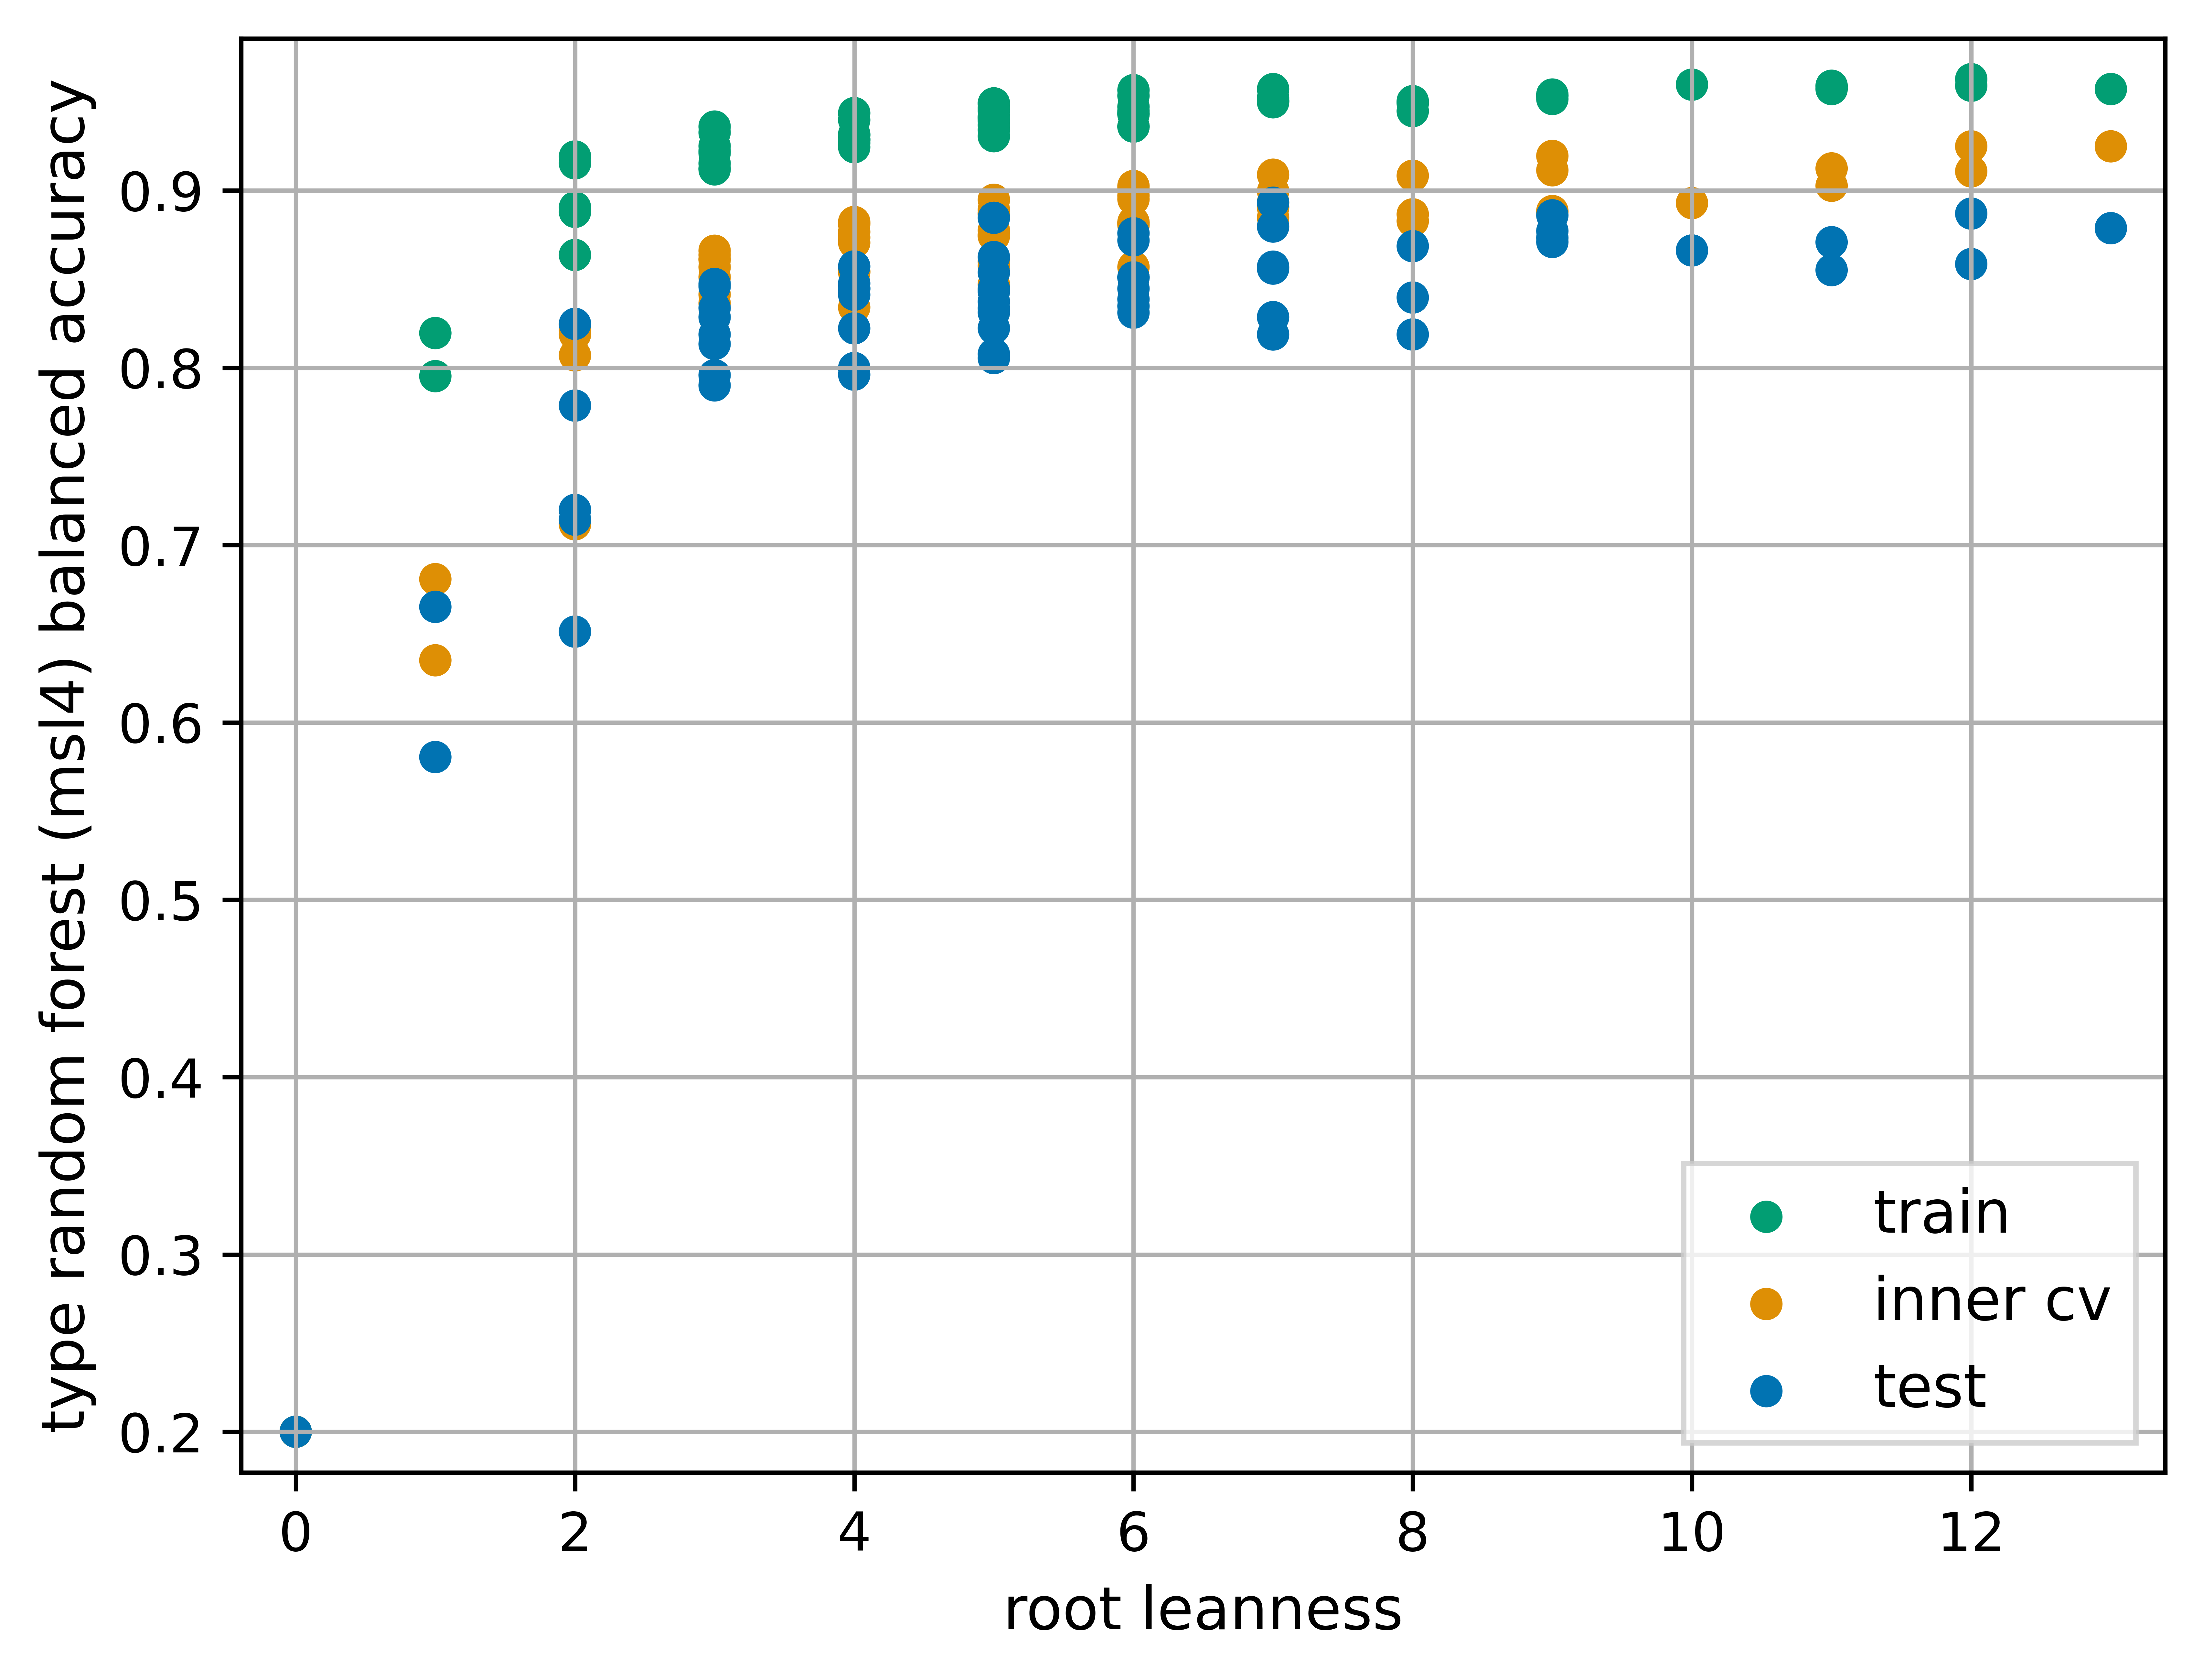 type random forest (msl4) balanced accuracy
0.9
0.8
0.7
0.6
0.5
0.4
0.3
0.2
train
inner cv
test
0 2 4 6 8 10 12
root leanness